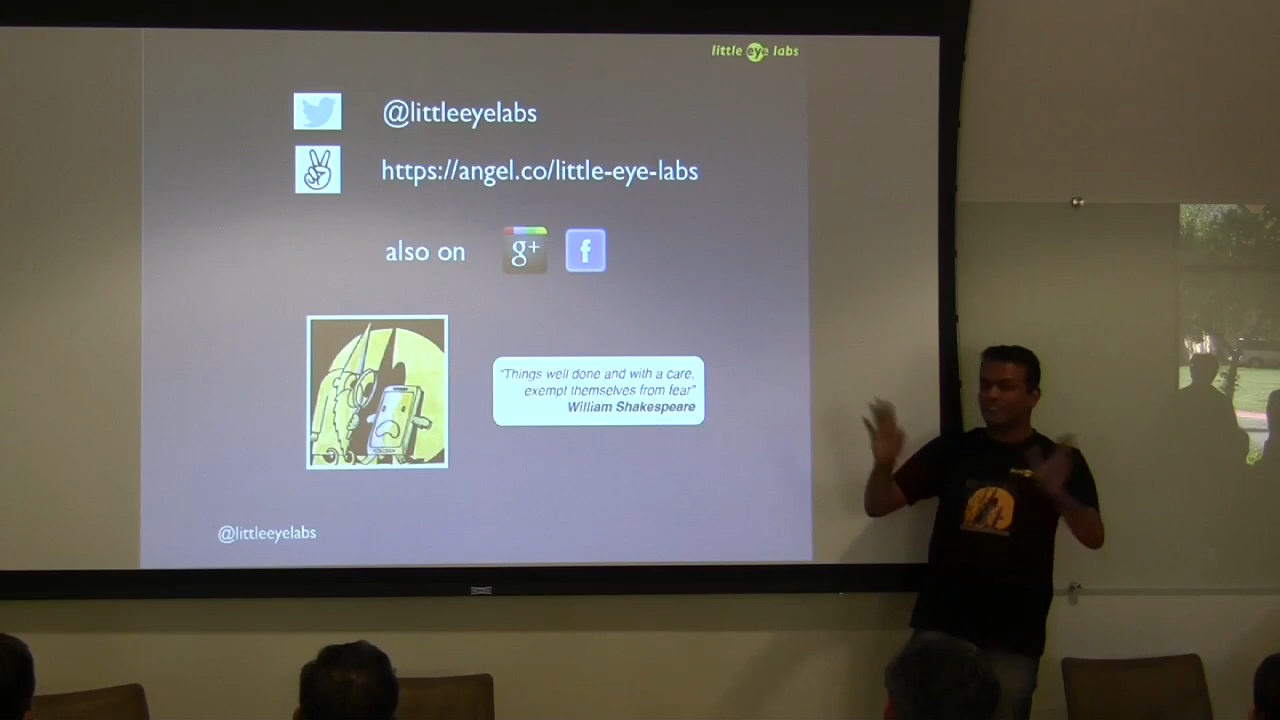 little eye labs
@littleeyelabs
https://angel.co/little-eye-labs
also on g+ f
"Things well done and with a care,
exempt themselves from fear"
William Shakespeare
@littleeyelabs